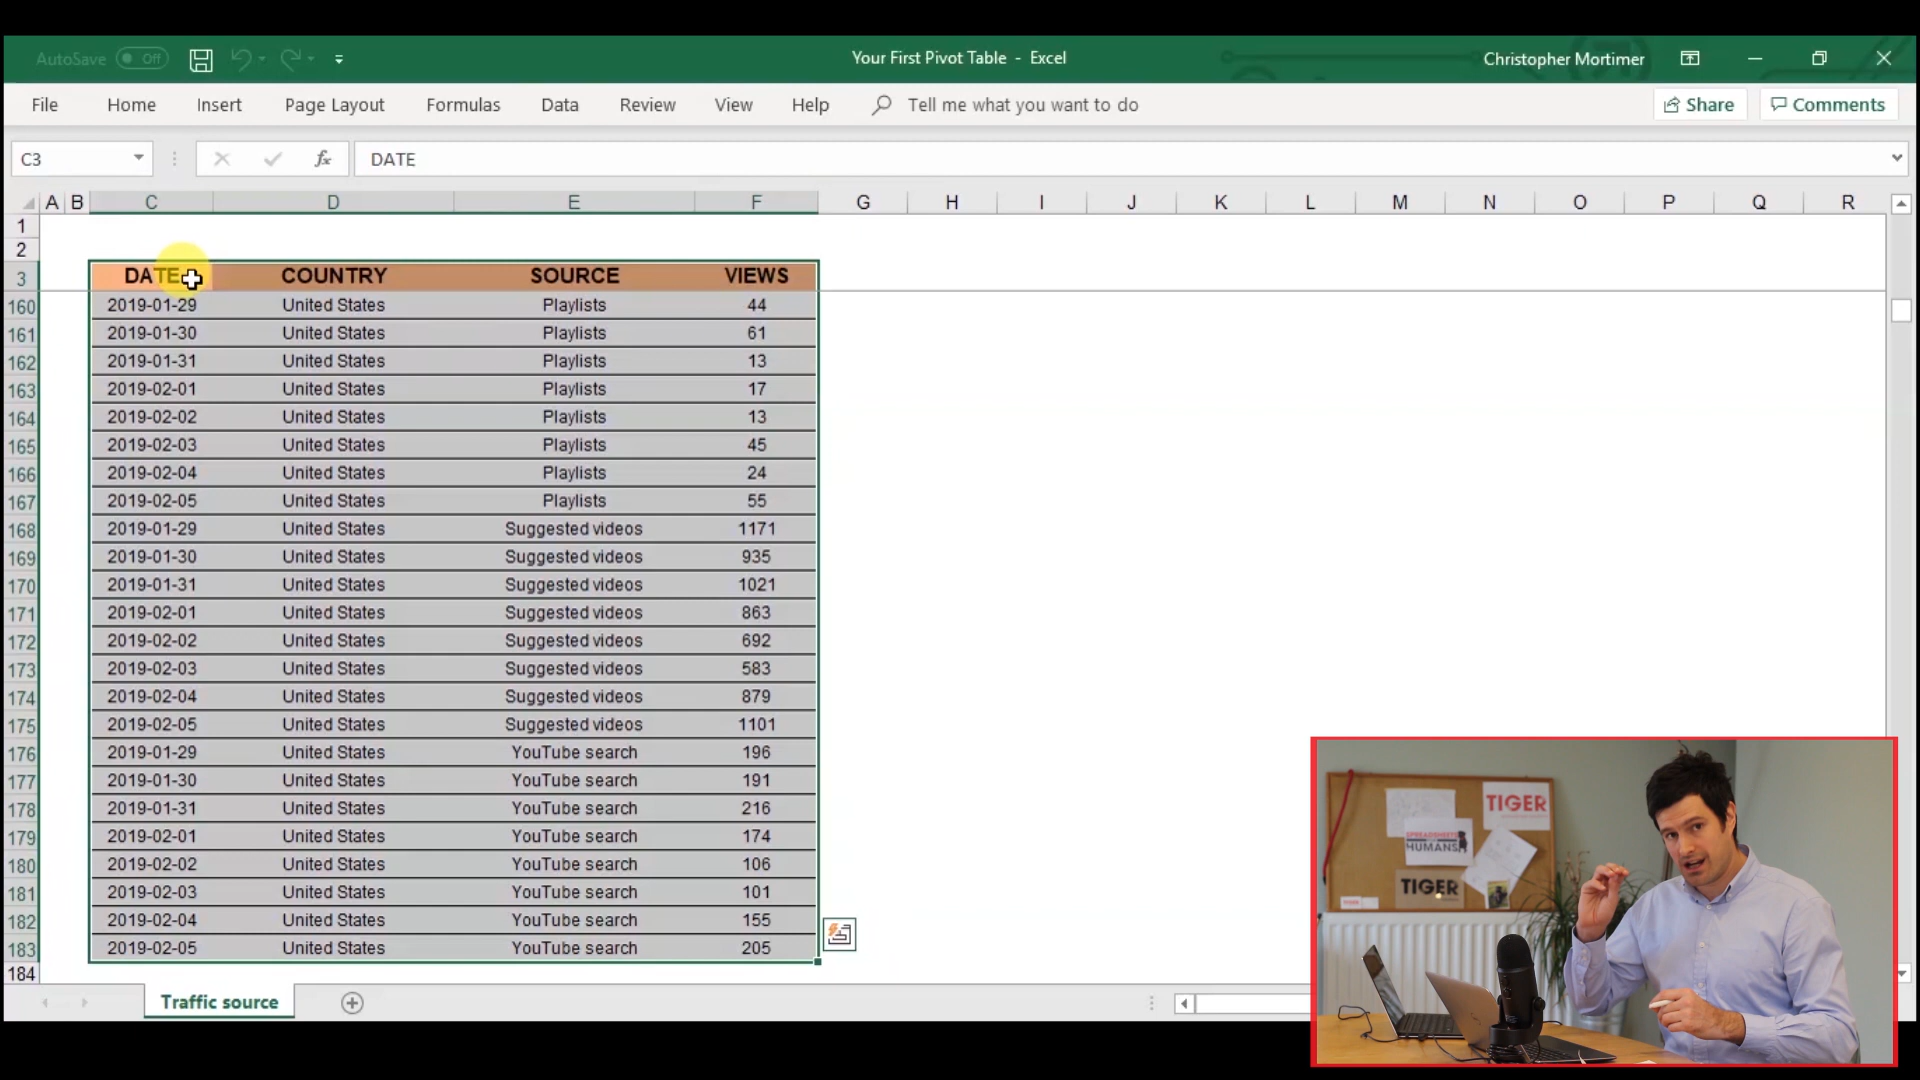 AutoSave Off Your First Pivot Table - Excel Christopher Mortimer
File Home Insert Page Layout Formulas Data Review View Help Tell me what you want to do Share Comments
C3 fx DATE
A B C D E F G H I J K L M N O P Q R
1
2
3 DATE COUNTRY SOURCE VIEWS
160 2019-01-29 United States Playlists 44
161 2019-01-30 United States Playlists 61
162 2019-01-31 United States Playlists 13
163 2019-02-01 United States Playlists 17
164 2019-02-02 United States Playlists 13
165 2019-02-03 United States Playlists 45
166 2019-02-04 United States Playlists 24
167 2019-02-05 United States Playlists 55
168 2019-01-29 United States Suggested videos 1171
169 2019-01-30 United States Suggested videos 935
170 2019-01-31 United States Suggested videos 1021
171 2019-02-01 United States Suggested videos 863
172 2019-02-02 United States Suggested videos 692
173 2019-02-03 United States Suggested videos 583
174 2019-02-04 United States Suggested videos 879
175 2019-02-05 United States Suggested videos 1101
176 2019-01-29 United States YouTube search 196
177 2019-01-30 United States YouTube search 191
178 2019-01-31 United States YouTube search 216
179 2019-02-01 United States YouTube search 174
180 2019-02-02 United States YouTube search 106
181 2019-02-03 United States YouTube search 101
182 2019-02-04 United States YouTube search 155
183 2019-02-05 United States YouTube search 205
184
Traffic source
TIGER
SPREADSHEETS
HUMANS
TIGER